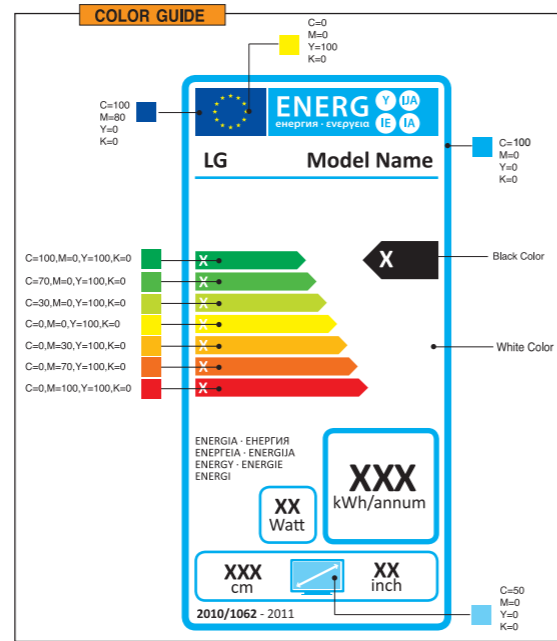 COLOR GUIDE
C=0
M=0
Y=100
K=0
C=100
M=80
Y=0
K=0
ENERG Y IJA
енергия · ενεργεια IE IA
C=100
M=0
Y=0
K=0
LG Model Name
C=100,M=0,Y=100,K=0 X
X Black Color
C=70,M=0,Y=100,K=0 X
C=30,M=0,Y=100,K=0 X
C=0,M=0,Y=100,K=0 X
C=0,M=30,Y=100,K=0 X
White Color
C=0,M=70,Y=100,K=0 X
C=0,M=100,Y=100,K=0 X
ENERGIA · ЕНЕРГИЯ
ΕΝΕΡΓΕΙΑ · ENERGIJA
ENERGY · ENERGIE
ENERGI
XXX
kWh/annum
XX
Watt
XXX
cm
XX
inch
C=50
M=0
Y=0
K=0
2010/1062 - 2011